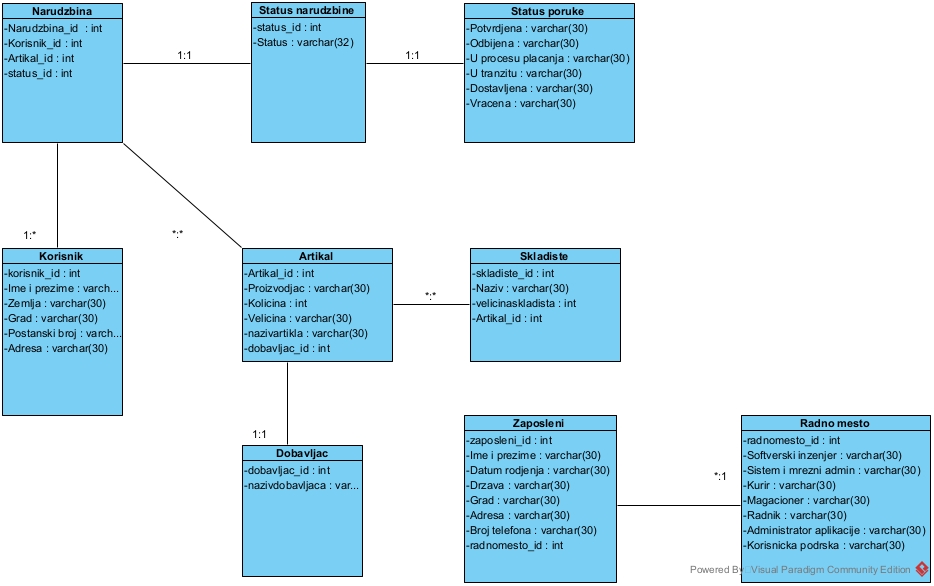 Narudzbina
-Narudzbina_id : int
-Korisnik_id : int
-Artikal_id : int
-status_id : int
1:1
Status narudzbine
-status_id : int
-Status : varchar(32)
1:1
Status poruke
-Potvrdjena : varchar(30)
-Odbijena : varchar(30)
-U procesu placanja : varchar(30)
-U tranzitu : varchar(30)
-Dostavljena : varchar(30)
-Vracena : varchar(30)
1:*
*:*
Korisnik
-korisnik_id : int
-Ime i prezime : varch...
-Zemlja : varchar(30)
-Grad : varchar(30)
-Postanski broj : varch...
-Adresa : varchar(30)
Artikal
-Artikal_id : int
-Proizvodjac : varchar(30)
-Kolicina : int
-Velicina : varchar(30)
-nazivartikla : varchar(30)
-dobavljac_id : int
*:*
Skladiste
-skladiste_id : int
-Naziv : varchar(30)
-velicinaskladista : int
-Artikal_id : int
1:1
Dobavljac
-dobavljac_id : int
-nazivdobavljaca : var...
Zaposleni
-zaposleni_id : int
-Ime i prezime : varchar(30)
-Datum rodjenja : varchar(30)
-Drzava : varchar(30)
-Grad : varchar(30)
-Adresa : varchar(30)
-Broj telefona : varchar(30)
-radnomesto_id : int
*:1
Radno mesto
-radnomesto_id : int
-Softverski inzenjer : varchar(30)
-Sistem i mrezni admin : varchar(30)
-Kurir : varchar(30)
-Magacioner : varchar(30)
-Radnik : varchar(30)
-Administrator aplikacije : varchar(30)
-Korisnicka podrska : varchar(30)
Powered By Visual Paradigm Community Edition